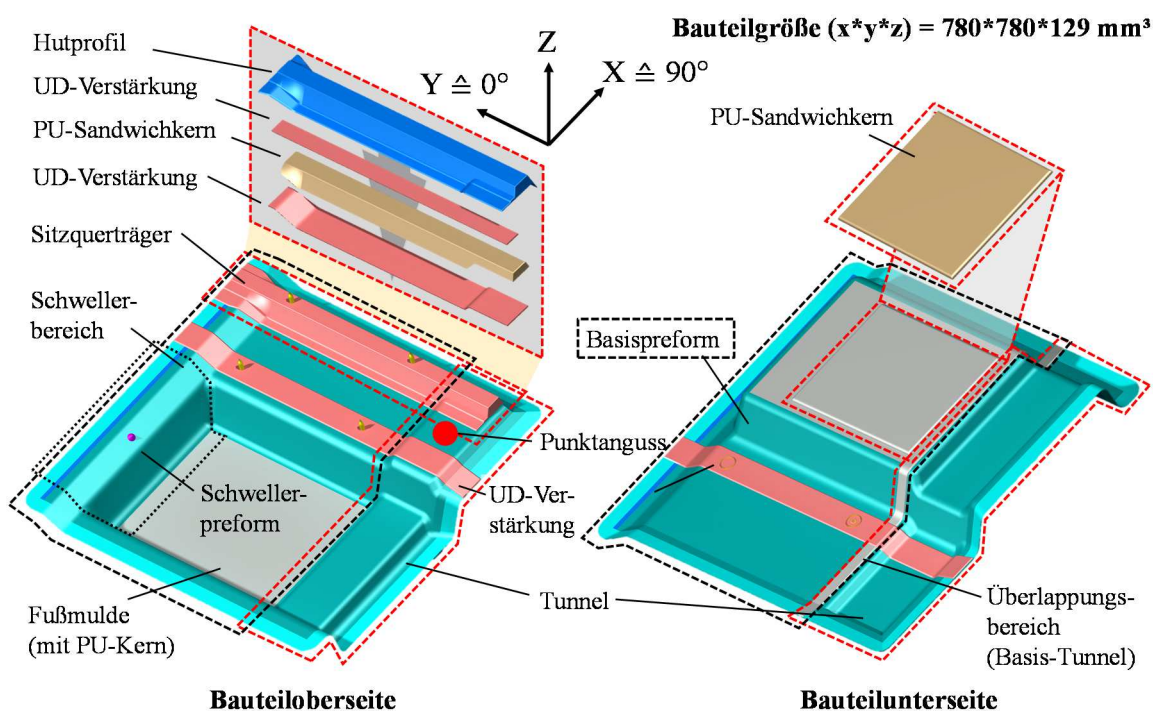 Bauteilgröße (x*y*z) = 780*780*129 mm³
Hutprofil
UD-Verstärkung
PU-Sandwichkern
UD-Verstärkung
Sitzquerträger
Schweller-
bereich
Z
Y ≙ 0°
X ≙ 90°
PU-Sandwichkern
Basispreform
Punktanguss
Schweller-
preform
UD-Ver-
stärkung
Fußmulde
(mit PU-Kern)
Tunnel
Überlappungs-
bereich
(Basis-Tunnel)
Bauteiloberseite
Bauteilunterseite